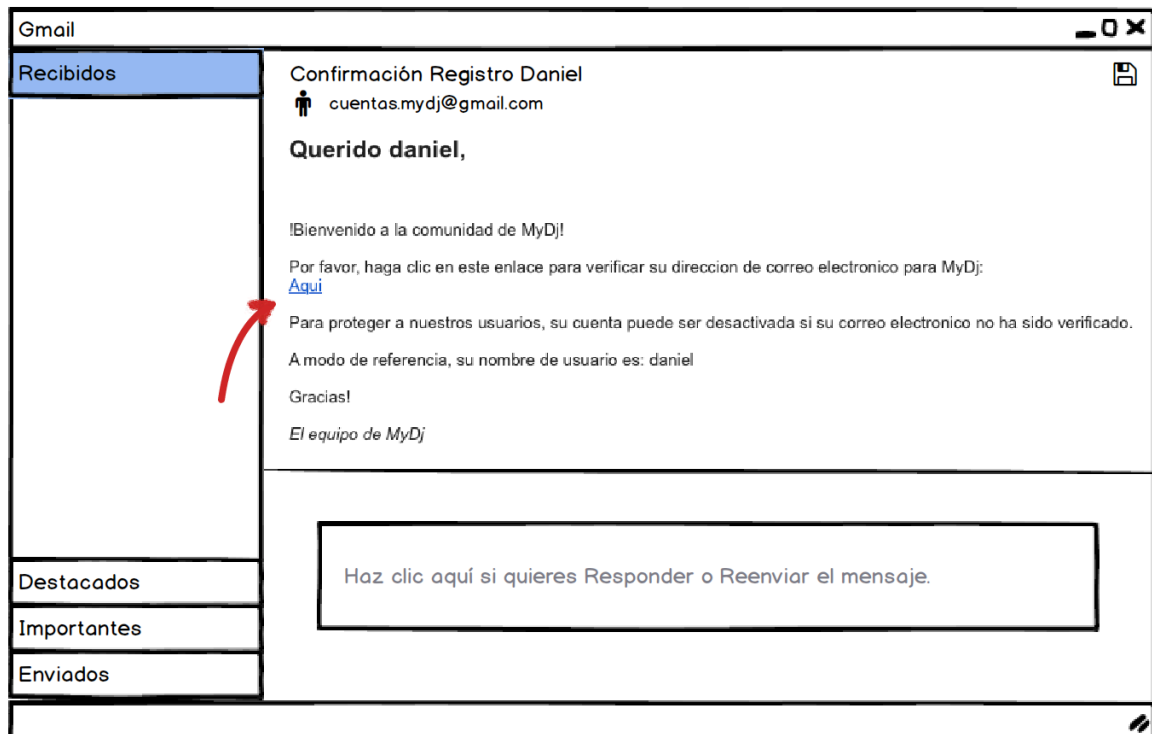 Gmail
Recibidos
Confirmación Registro Daniel
cuentas.mydj@gmail.com
Querido daniel,
!Bienvenido a la comunidad de MyDj!
Por favor, haga clic en este enlace para verificar su direccion de correo electronico para MyDj:
Aqui
Para proteger a nuestros usuarios, su cuenta puede ser desactivada si su correo electronico no ha sido verificado.
A modo de referencia, su nombre de usuario es: daniel
Gracias!
El equipo de MyDj
Haz clic aquí si quieres Responder o Reenviar el mensaje.
Destacados
Importantes
Enviados